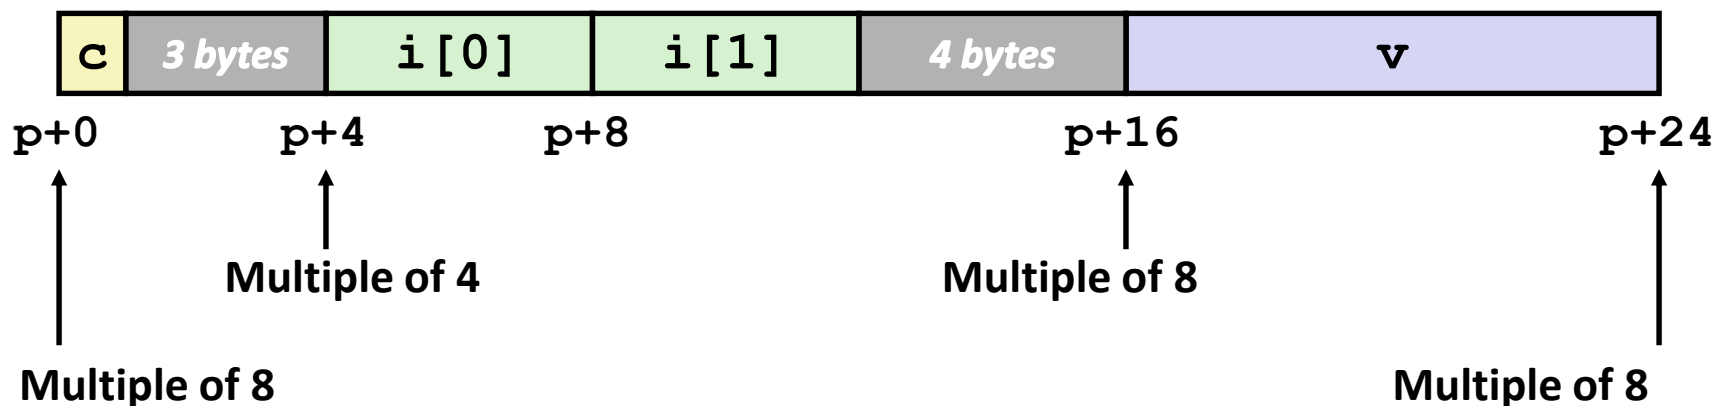 c 3 bytes i[0] i[1] 4 bytes v
p+0 p+4 p+8 p+16 p+24
Multiple of 4 Multiple of 8
Multiple of 8 Multiple of 8